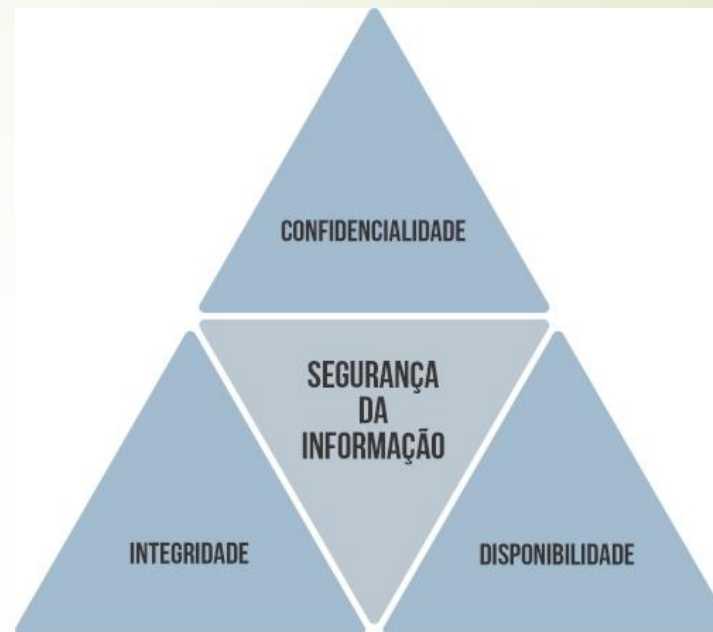 CONFIDENCIALIDADE
SEGURANÇA
DA
INFORMAÇÃO
INTEGRIDADE
DISPONIBILIDADE